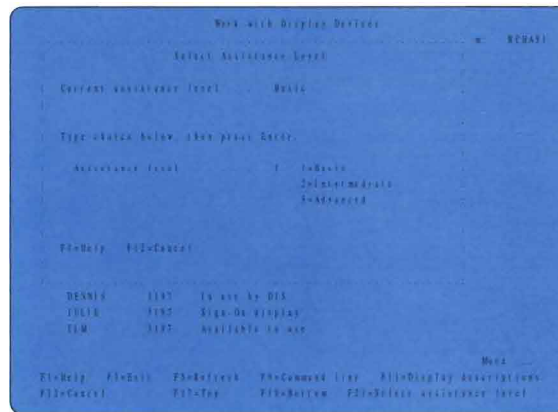 Work with Display Devices
Select Assistance Level
Current assistance level . . : Basic
Type choice below, then press Enter.
Assistance level . . . . 1 1=Basic
2=Intermediate
3=Advanced
F1=Help F12=Cancel
3197 In use by DJS
3197 Sign-On display
TLM 3197 Available to use
More ...
F1=Help F3=Exit F5=Refresh F9=Command line F11=Display descriptions
F12=Cancel F17=Top F18=Bottom F21=Select assistance level